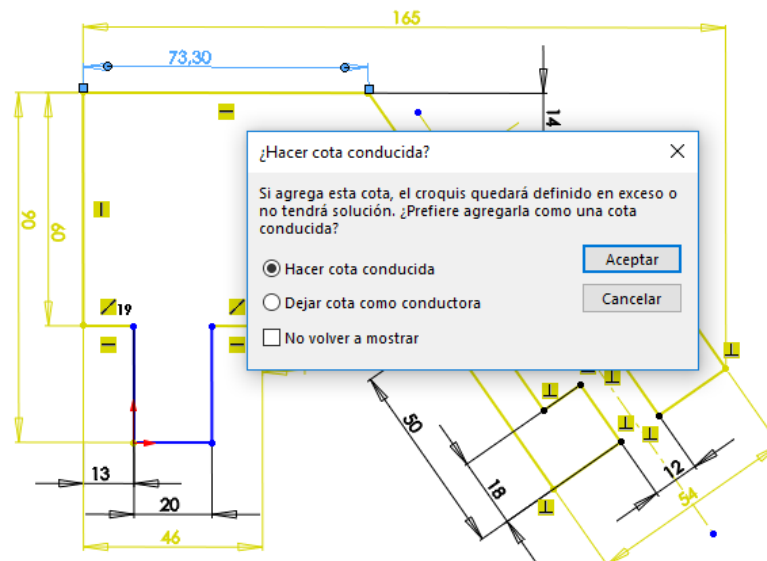 165
73,30
14
¿Hacer cota conducida?
Si agrega esta cota, el croquis quedará definido en exceso o
no tendrá solución. ¿Prefiere agregarla como una cota
conducida?
Hacer cota conducida
Aceptar
Dejar cota como conductora
Cancelar
No volver a mostrar
90
60
19
50
18
12
54
13
20
46